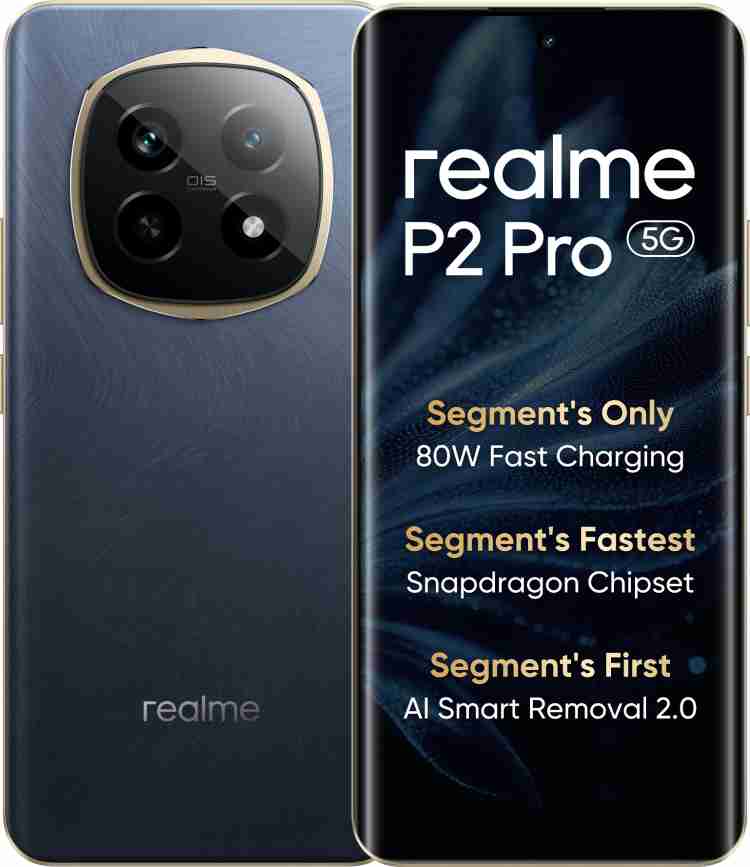 OIS
realme
realme
P2 Pro 5G
Segment's Only
80W Fast Charging
Segment's Fastest
Snapdragon Chipset
Segment's First
AI Smart Removal 2.0